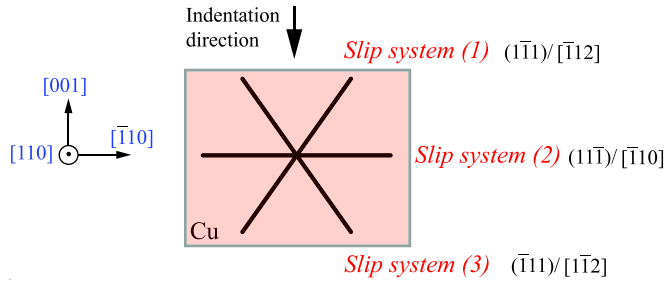 Indentation
direction
Slip system (1) (11̅1)/[1̅12]
[001]
[110]
[1̅10]
Slip system (2) (111̅)/[1̅10]
Cu
Slip system (3) (1̅11)/[11̅2]